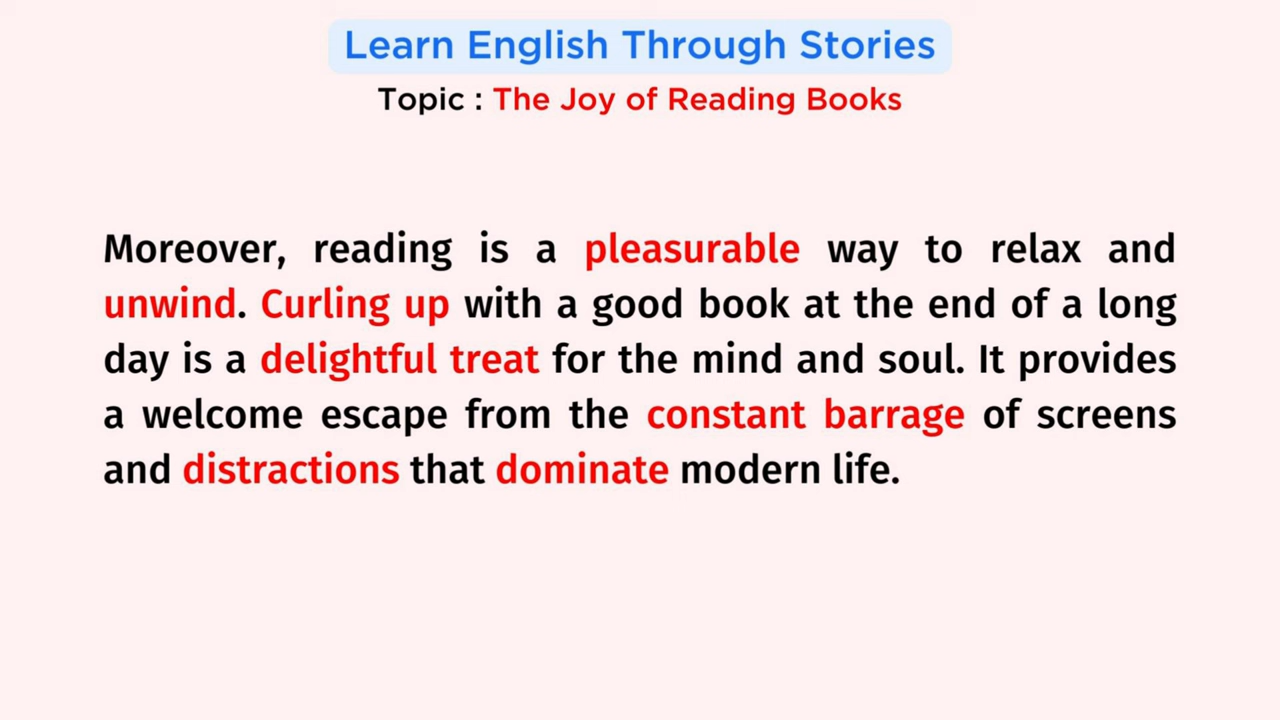 Learn English Through Stories
Topic : The Joy of Reading Books
Moreover, reading is a pleasurable way to relax and
unwind. Curling up with a good book at the end of a long
day is a delightful treat for the mind and soul. It provides
a welcome escape from the constant barrage of screens
and distractions that dominate modern life.